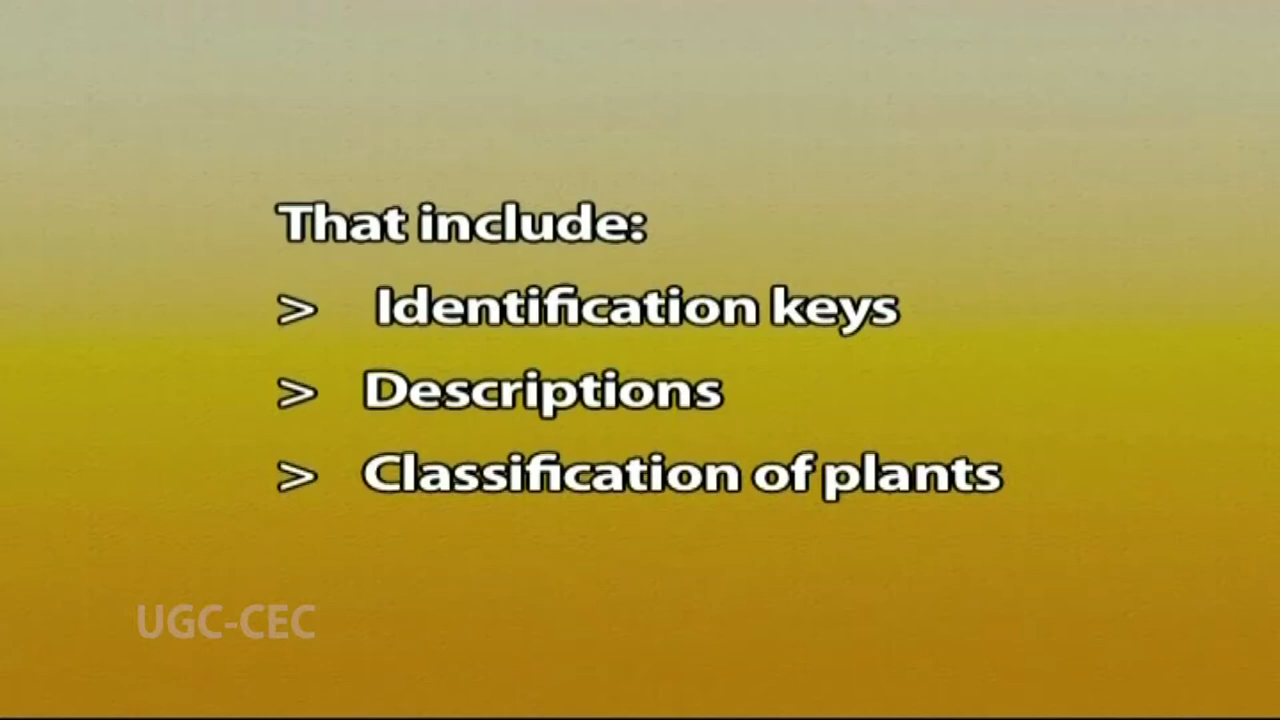 That include:
> Identification keys
> Descriptions
> Classification of plants
UGC-CEC